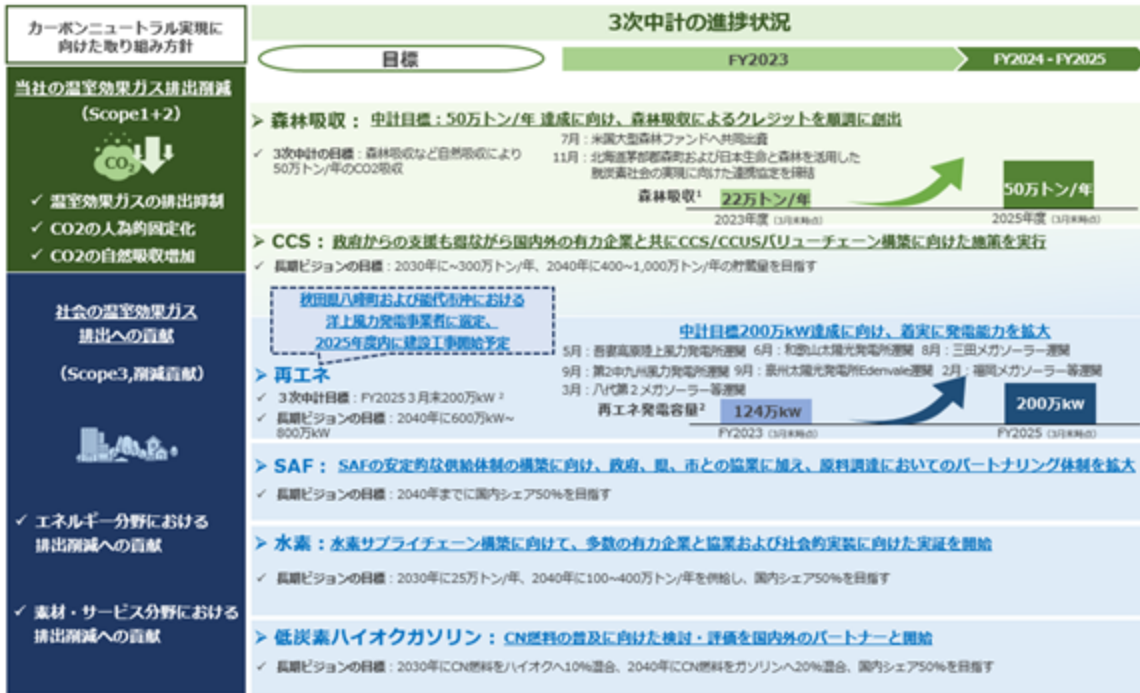 カーボンニュートラル実現に
向けた取り組み方針
3次中計の進捗状況
目標
FY2023
FY2024 - FY2025
当社の温室効果ガス排出削減
(Scope1+2)
CO2
✓ 温室効果ガスの排出抑制
✓ CO2の人為的固定化
✓ CO2の自然吸収増加
社会の温室効果ガス
排出への貢献
(Scope3,削減貢献)
✓ エネルギー分野における
排出削減への貢献
✓ 素材・サービス分野における
排出削減への貢献
➤ 森林吸収： 中計目標：50万トン/年 達成に向け、森林吸収によるクレジットを順調に創出
✓ 3次中計の目標：森林吸収など自然吸収により
50万トン/年のCO2吸収
7月：米国大型森林ファンドへ共同出資
11月：北海道茅部郡森町および日本生命と森林を活用した
脱炭素社会の実現に向けた連携協定を締結
森林吸収¹
22万トン/年
2023年度（3月末時点）
50万トン/年
2025年度（3月末時点）
➤ CCS： 政府からの支援も得ながら国内外の有力企業と共にCCS/CCUSバリューチェーン構築に向けた施策を実行
✓ 長期ビジョンの目標：2030年に~300万トン/年、2040年に400~1,000万トン/年の貯蔵量を目指す
秋田県八峰町および能代市沖における
洋上風力発電事業者に選定、
2025年度内に建設工事開始予定
➤ 再エネ
✓ 3次中計目標：FY2025 3月末200万kW ²
✓ 長期ビジョンの目標：2040年に600万kW~
800万kW
中計目標200万kW達成に向け、着実に発電能力を拡大
5月：吾妻高原陸上風力発電所運開 6月：和歌山太陽光発電所運開 8月：三田メガソーラー運開
9月：第2中九州風力発電所運開 9月：豪州太陽光発電所Edenvale運開 2月：福岡メガソーラー等運開
3月：八代第2メガソーラー等運開
再エネ発電容量²
124万kW
FY2023（3月末時点）
200万kW
FY2025（3月末時点）
➤ SAF： SAFの安定的な供給体制の構築に向け、政府、県、市との協業に加え、原料調達においてのパートナリング体制を拡大
✓ 長期ビジョンの目標：2040年までに国内シェア50%を目指す
➤ 水素：水素サプライチェーン構築に向けて、多数の有力企業と協業および社会的実装に向けた実証を開始
✓ 長期ビジョンの目標：2030年に25万トン/年、2040年に100~400万トン/年を供給し、国内シェア50%を目指す
➤ 低炭素ハイオクガソリン： CN燃料の普及に向けた検討・評価を国内外のパートナーと開始
✓ 長期ビジョンの目標：2030年にCN燃料をハイオクへ10%混合、2040年にCN燃料をガソリンへ20%混合、国内シェア50%を目指す